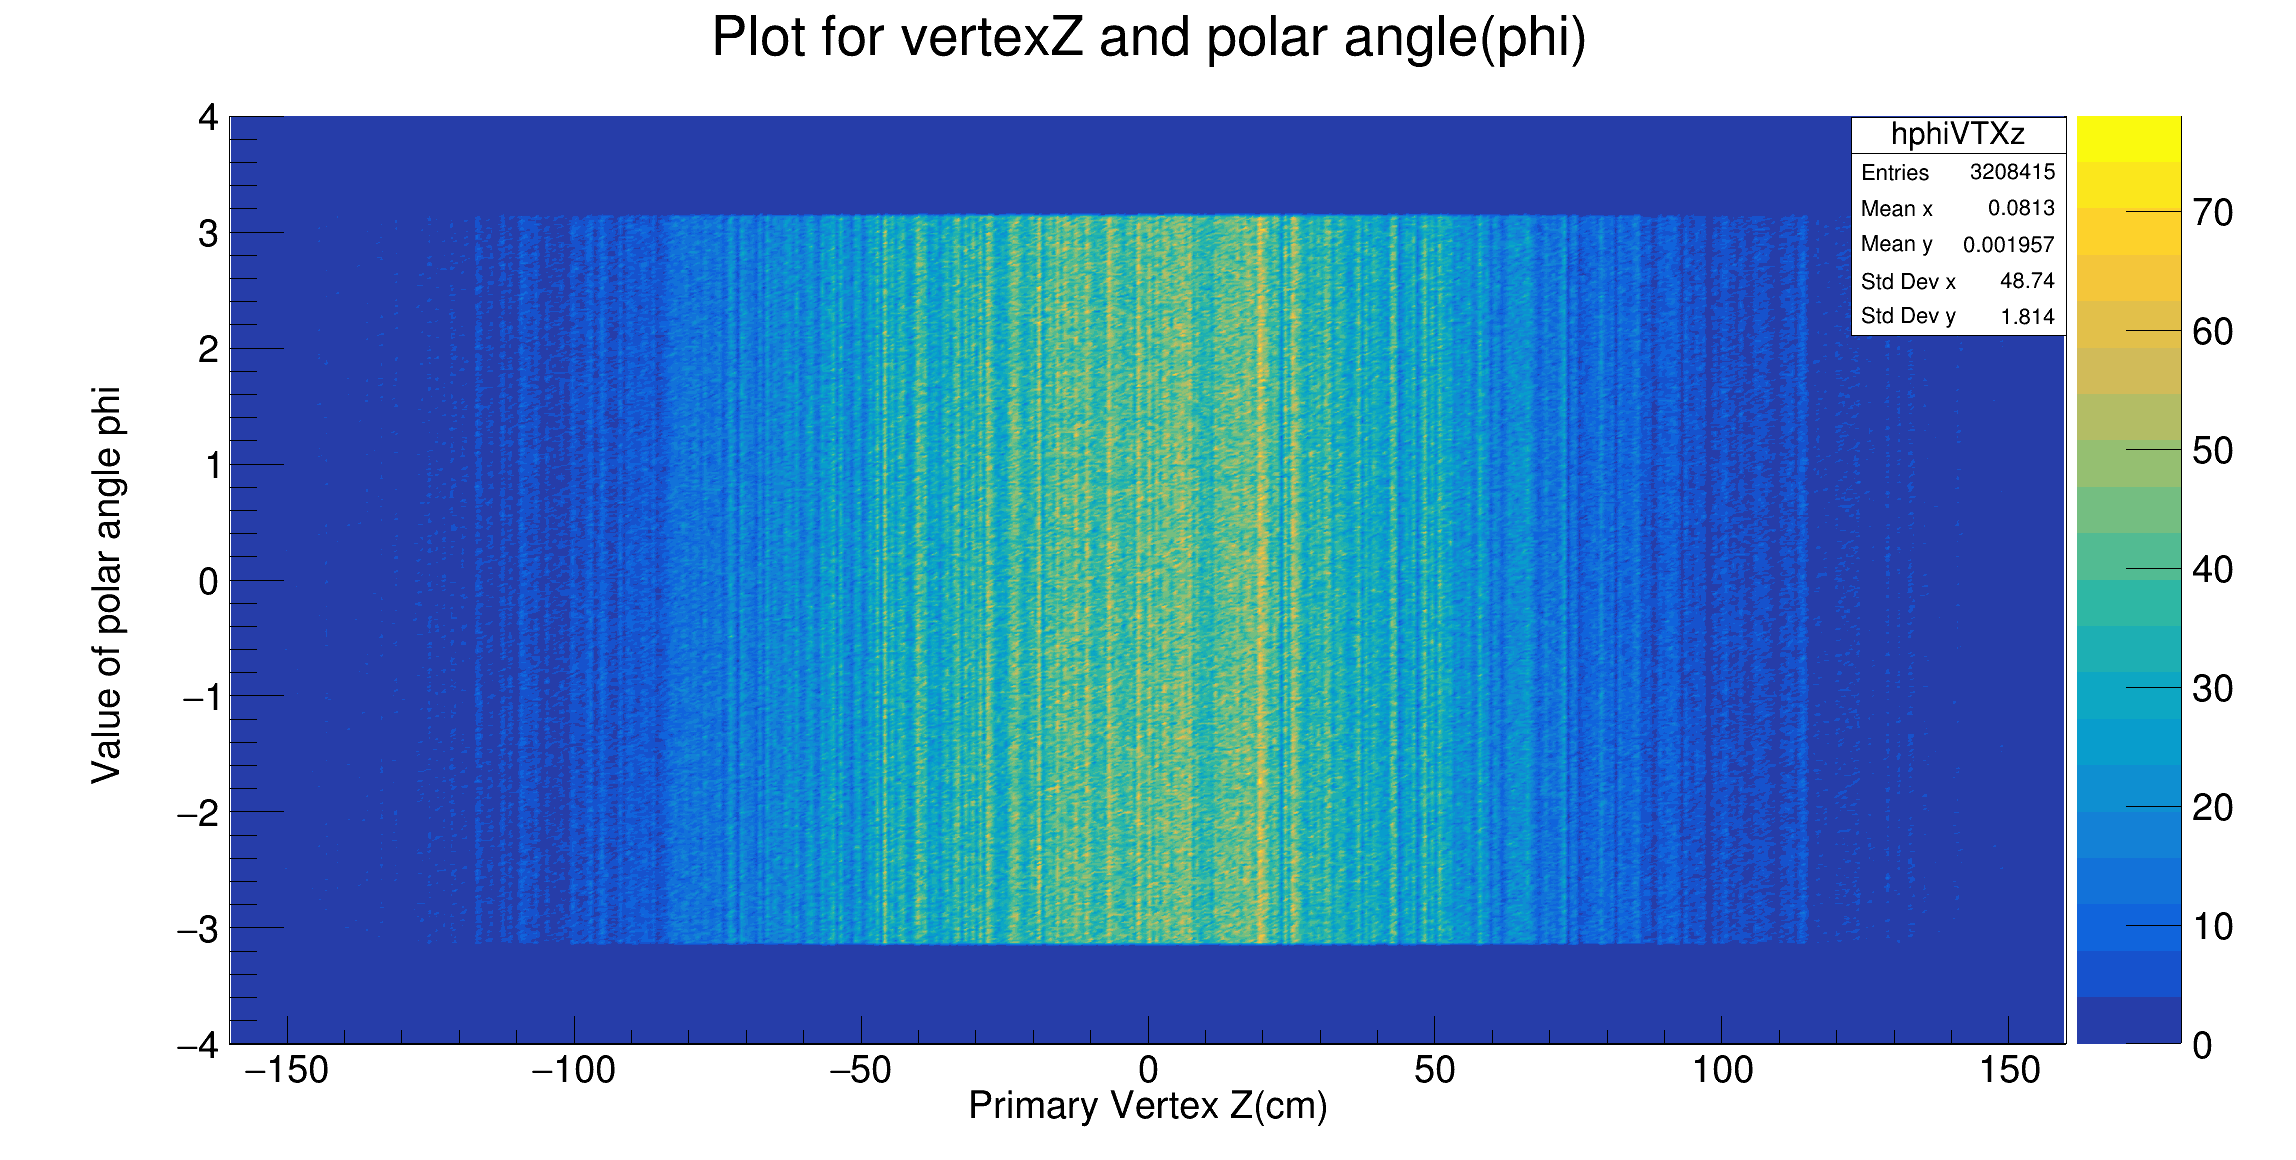 Plot for vertexZ and polar angle(phi)
hphiVTXz
Entries 3208415
Mean x 0.0813
Mean y 0.001957
Std Dev x 48.74
Std Dev y 1.814
Value of polar angle phi
4
3
2
1
0
−1
−2
−3
−4
−150 −100 −50 0 50 100 150
Primary Vertex Z(cm)
70
60
50
40
30
20
10
0